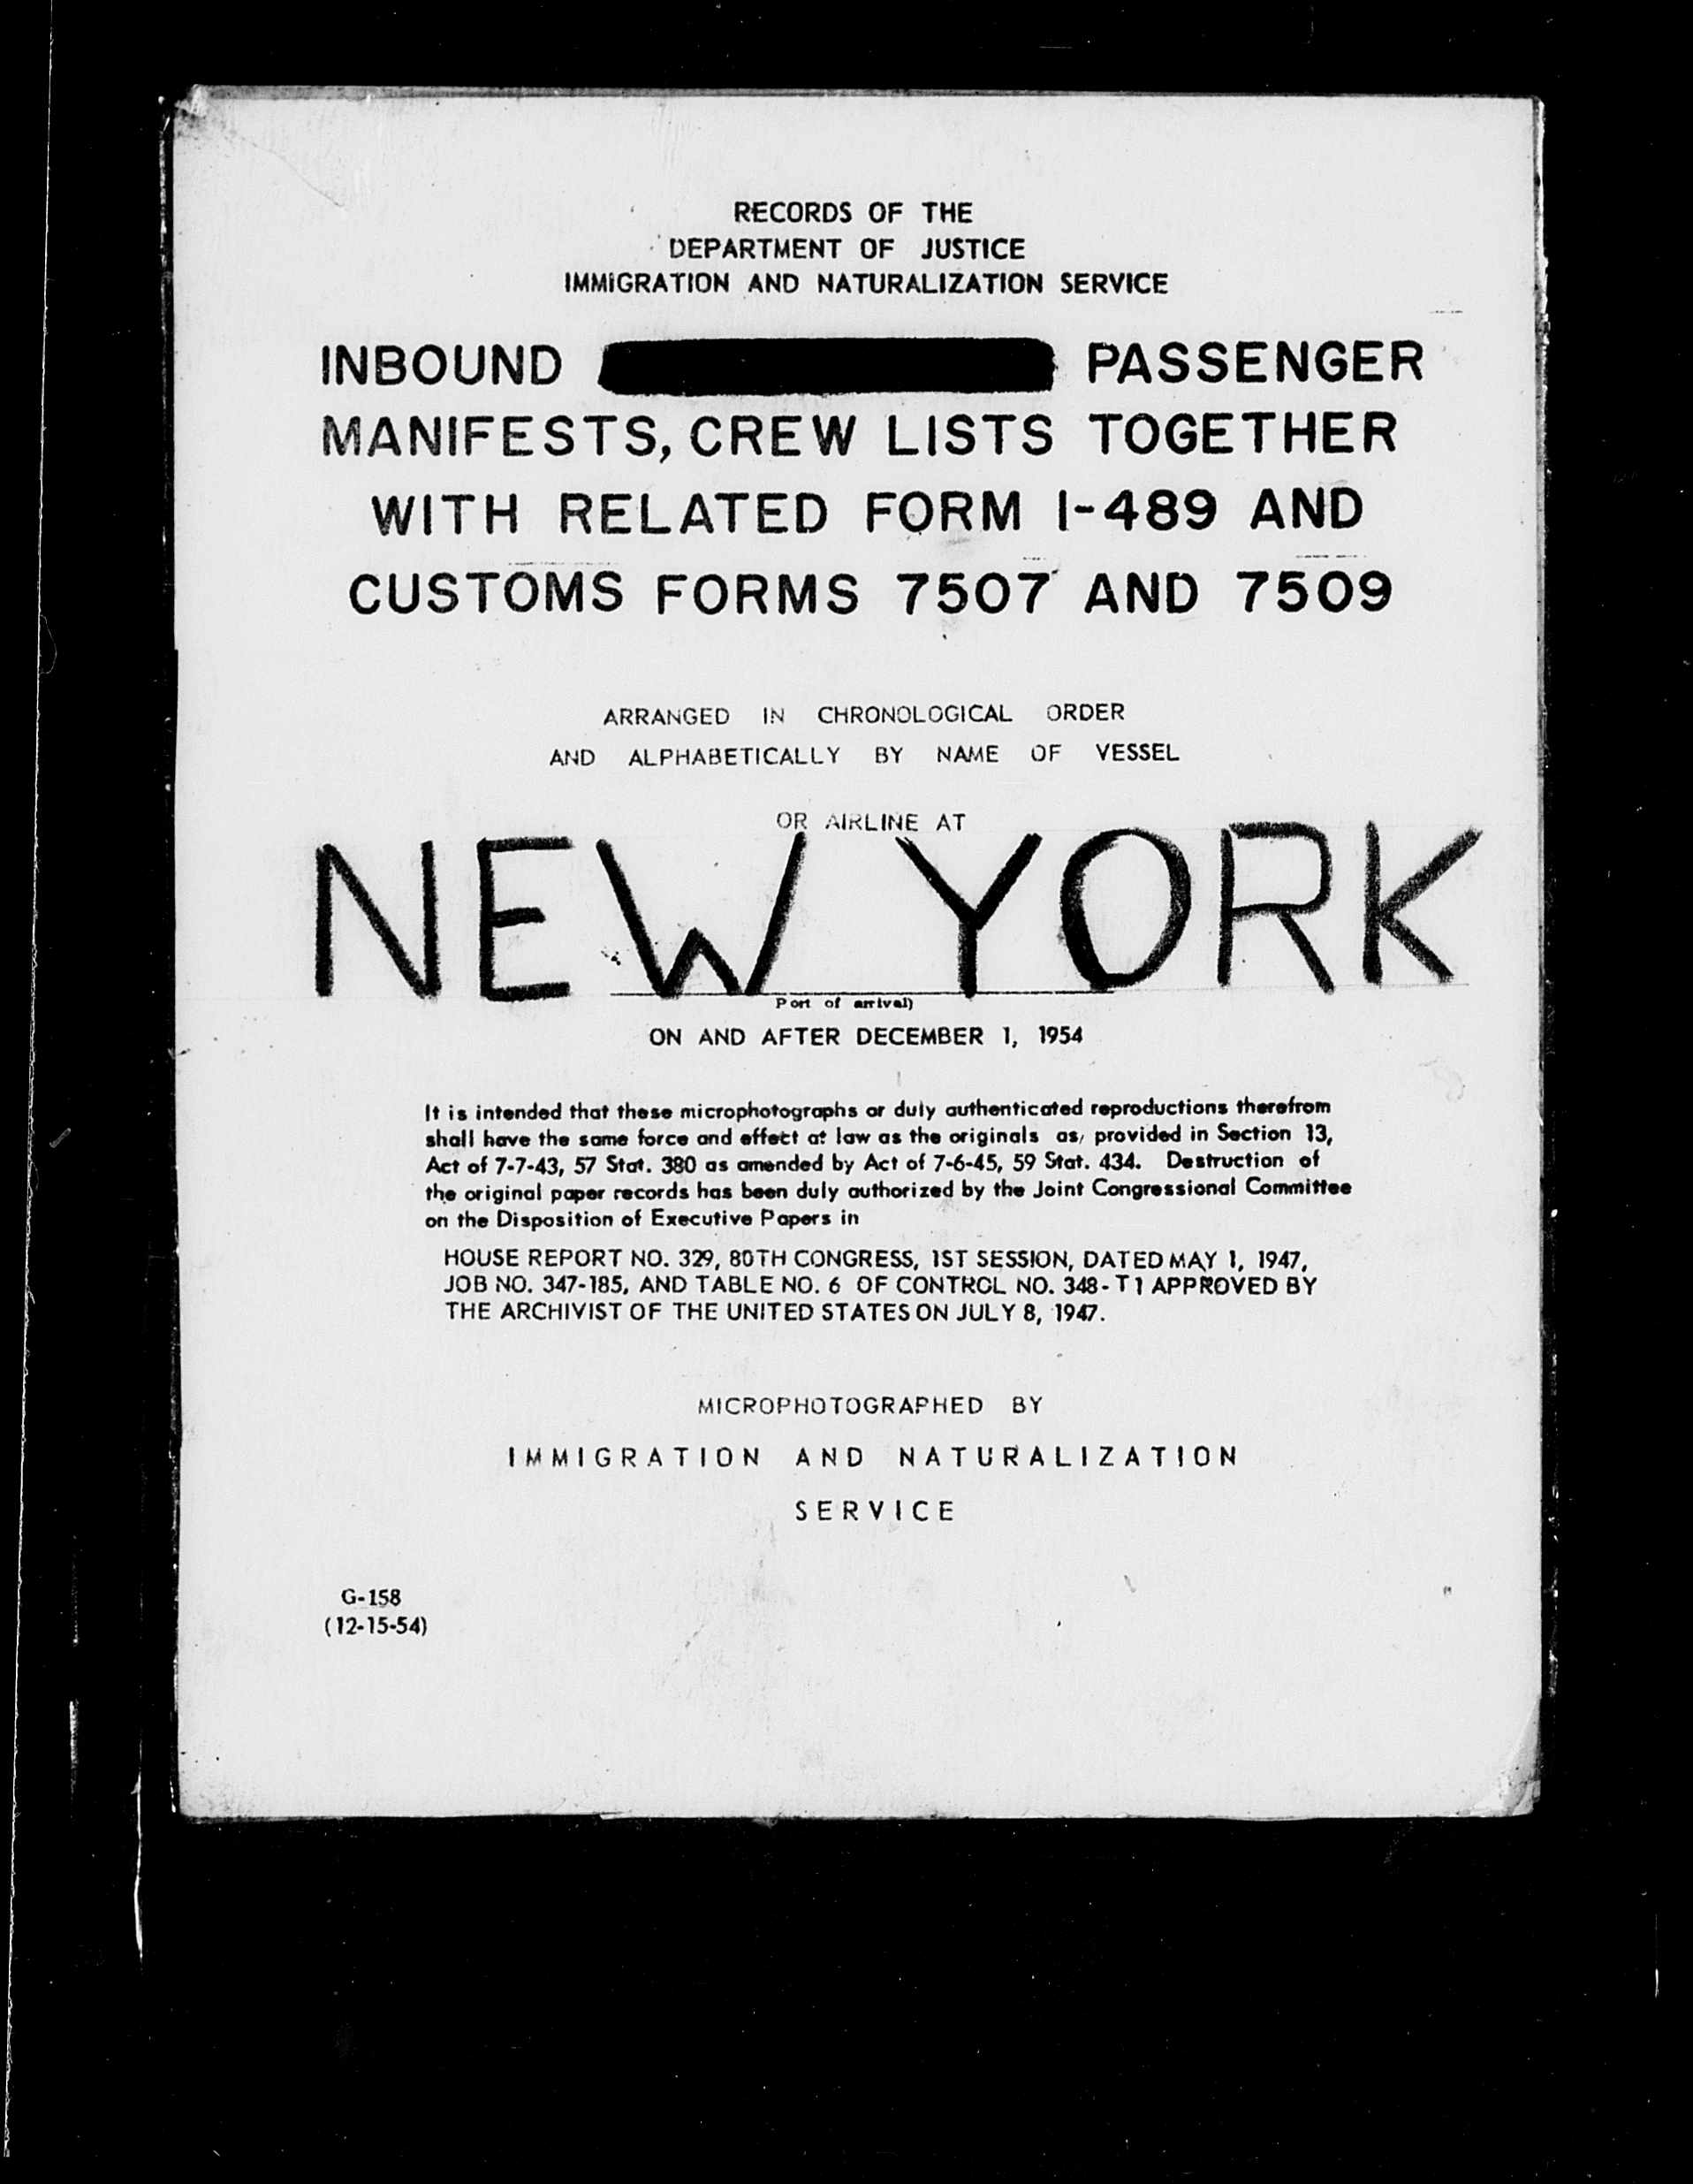 RECORDS OF THE
DEPARTMENT OF JUSTICE
IMMIGRATION AND NATURALIZATION SERVICE
INBOUND PASSENGER
MANIFESTS, CREW LISTS TOGETHER
WITH RELATED FORM I-489 AND
CUSTOMS FORMS 7507 AND 7509
ARRANGED IN CHRONOLOGICAL ORDER
AND ALPHABETICALLY BY NAME OF VESSEL
OR AIRLINE AT
NEW YORK
Port of arrival)
ON AND AFTER DECEMBER 1, 1954
It is intended that these microphotographs or duly authenticated reproductions therefrom
shall have the same force and effect at law as the originals as, provided in Section 13,
Act of 7-7-43, 57 Stat. 380 as amended by Act of 7-6-45, 59 Stat. 434. Destruction of
the original paper records has been duly authorized by the Joint Congressional Committee
on the Disposition of Executive Papers in
HOUSE REPORT NO. 329, 80TH CONGRESS, 1ST SESSION, DATED MAY 1, 1947,
JOB NO. 347-185, AND TABLE NO. 6 OF CONTROL NO. 348-T1 APPROVED BY
THE ARCHIVIST OF THE UNITED STATES ON JULY 8, 1947.
MICROPHOTOGRAPHED BY
IMMIGRATION AND NATURALIZATION
SERVICE
G-158
(12-15-54)